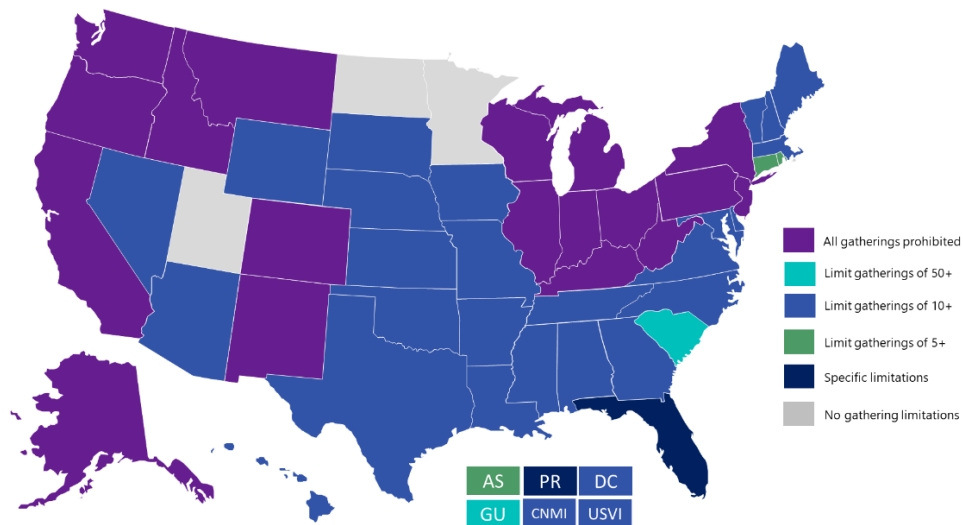 All gatherings prohibited
Limit gatherings of 50+
Limit gatherings of 10+
Limit gatherings of 5+
Specific limitations
No gathering limitations
AS PR DC
GU CNMI USVI